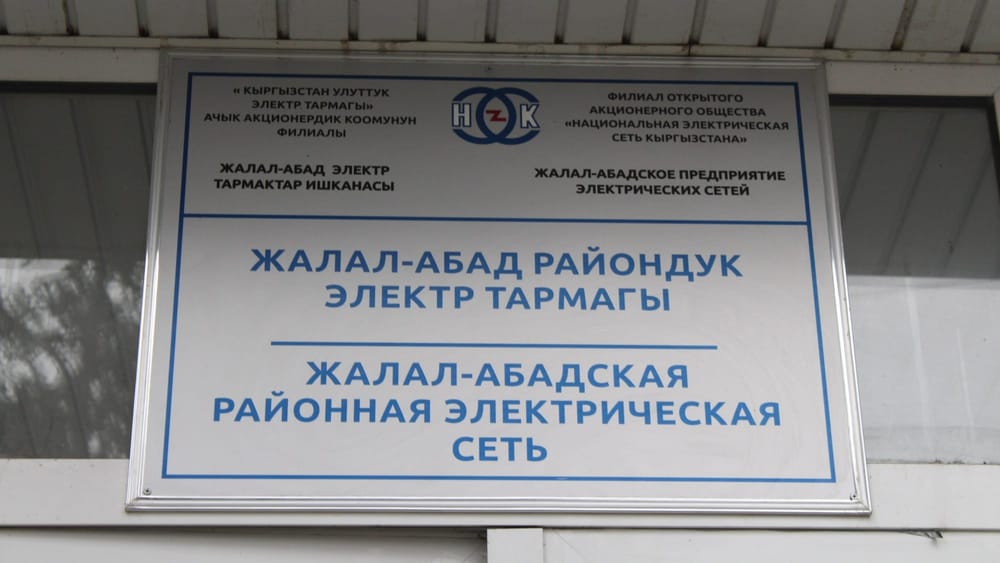 « КЫРГЫЗСТАН УЛУТТУК
ЭЛЕКТР ТАРМАГЫ»
АЧЫК АКЦИОНЕРДИК КООМУНУН
ФИЛИАЛЫ
ЖАЛАЛ-АБАД ЭЛЕКТР
ТАРМАКТАР ИШКАНАСЫ
Н Э К
ФИЛИАЛ ОТКРЫТОГО
АКЦИОНЕРНОГО ОБЩЕСТВА
«НАЦИОНАЛЬНАЯ ЭЛЕКТРИЧЕСКАЯ
СЕТЬ КЫРГЫЗСТАНА»
ЖАЛАЛ-АБАДСКОЕ ПРЕДПРИЯТИЕ
ЭЛЕКТРИЧЕСКИХ СЕТЕЙ
ЖАЛАЛ-АБАД РАЙОНДУК
ЭЛЕКТР ТАРМАГЫ
ЖАЛАЛ-АБАДСКАЯ
РАЙОННАЯ ЭЛЕКТРИЧЕСКАЯ
СЕТЬ